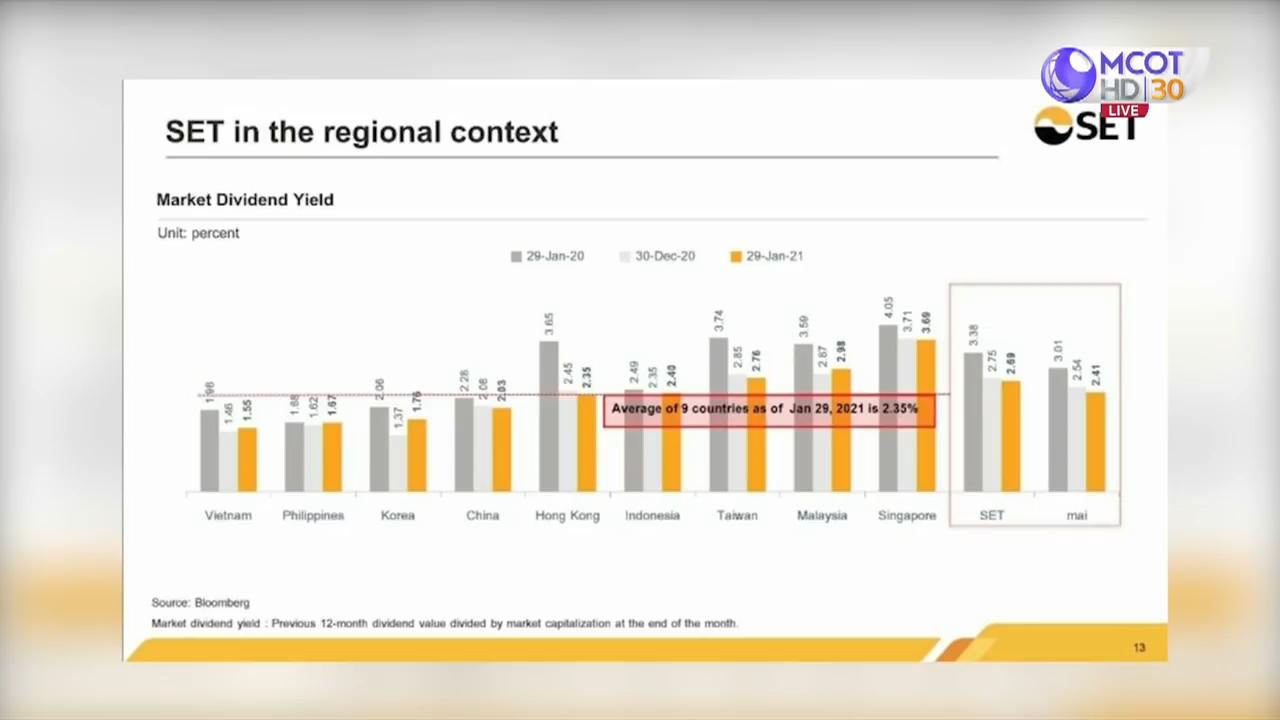 MCOT
HD 30
LIVE
SET
SET in the regional context
Market Dividend Yield
Unit: percent
29-Jan-20 30-Dec-20 29-Jan-21
1.98 1.46 1.55 1.68 1.62 1.67 2.06 1.37 1.76 2.28 2.08 2.03 3.65 2.45 2.35 2.49 2.35 2.40 3.74 2.85 2.76 3.59 2.87 2.98 4.05 3.71 3.69 3.38 2.75 2.69 3.01 2.54 2.41
Average of 9 countries as of Jan 29, 2021 is 2.35%
Vietnam Philippines Korea China Hong Kong Indonesia Taiwan Malaysia Singapore SET mai
Source: Bloomberg
Market dividend yield : Previous 12-month dividend value divided by market capitalization at the end of the month.
13